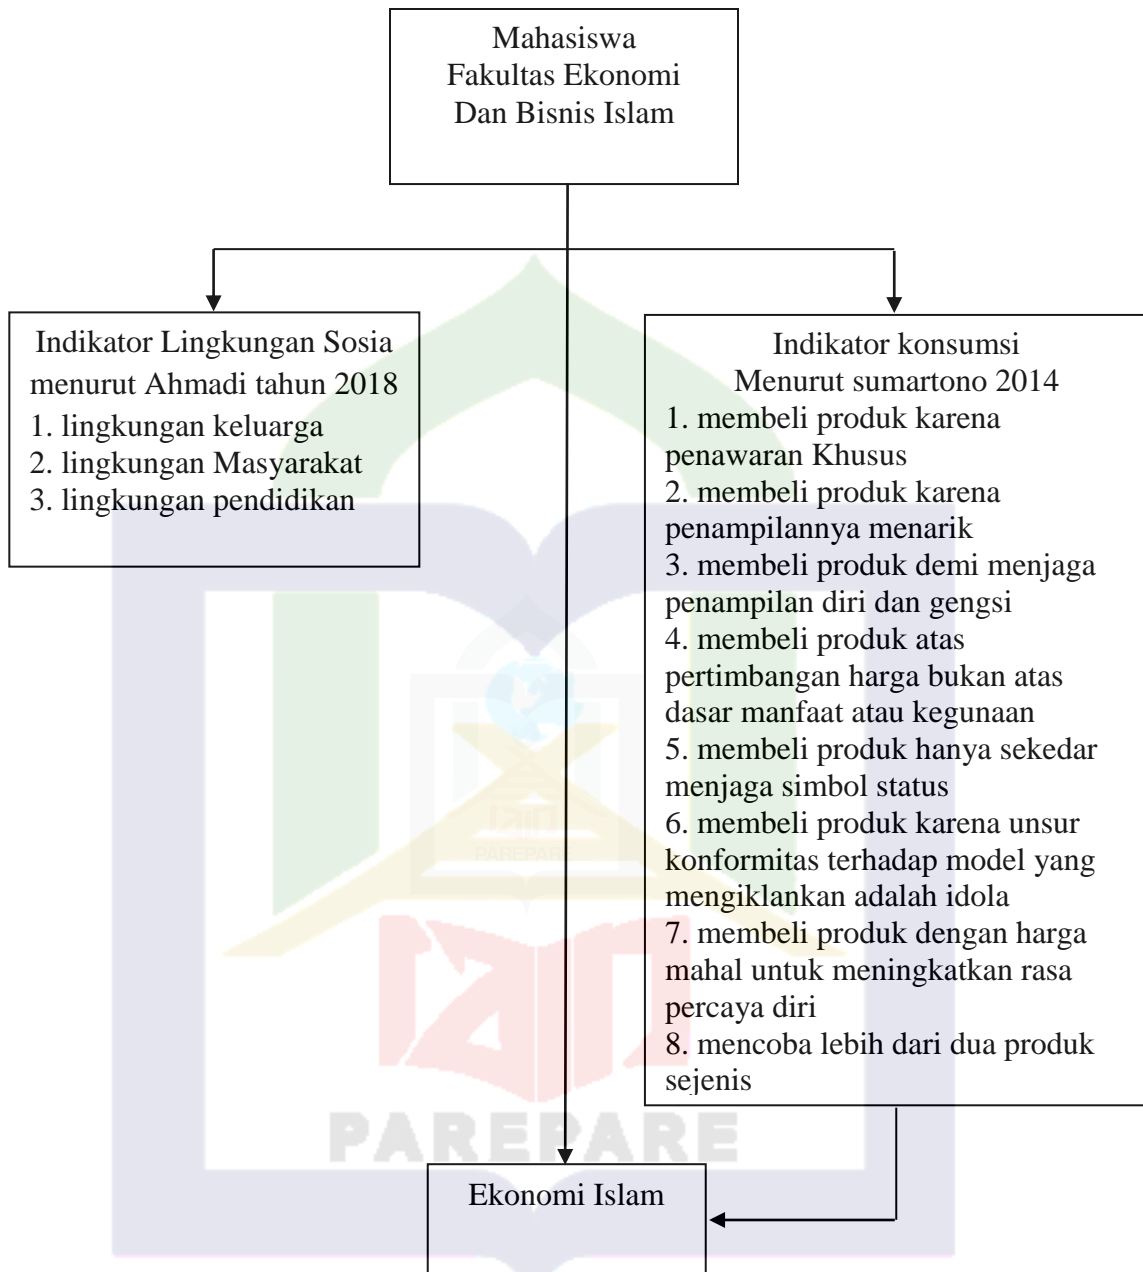 Mahasiswa
Fakultas Ekonomi
Dan Bisnis Islam
Indikator Lingkungan Sosia
menurut Ahmadi tahun 2018
1. lingkungan keluarga
2. lingkungan Masyarakat
3. lingkungan pendidikan
Indikator konsumsi
Menurut sumartono 2014
1. membeli produk karena
penawaran Khusus
2. membeli produk karena
penampilannya menarik
3. membeli produk demi menjaga
penampilan diri dan gengsi
4. membeli produk atas
pertimbangan harga bukan atas
dasar manfaat atau kegunaan
5. membeli produk hanya sekedar
menjaga simbol status
6. membeli produk karena unsur
konformitas terhadap model yang
mengiklankan adalah idola
7. membeli produk dengan harga
mahal untuk meningkatkan rasa
percaya diri
8. mencoba lebih dari dua produk
sejenis
PAREPARE
PAREPARE
Ekonomi Islam